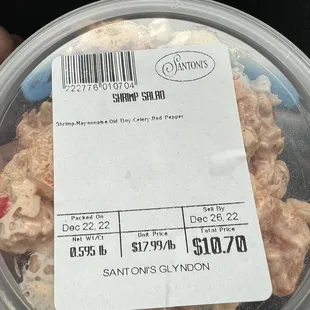 SANTONI'S
222776 010704
SHRIMP SALAD
Shrimp,Mayonnaise,Old Bay,Celery,Red Pepper
Packed On
Dec 22, 22
Sell By
Dec 26, 22
Net Wt/Ct
0.595 lb
Unit Price
$17.99/lb
Total Price
$10.70
SANTONI'S GLYNDON